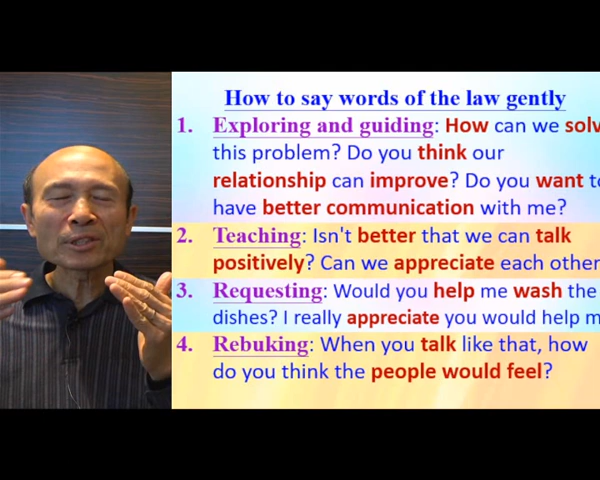 How to say words of the law gently
1. Exploring and guiding: How can we solv
this problem? Do you think our
relationship can improve? Do you want to
have better communication with me?
2. Teaching: Isn't better that we can talk
positively? Can we appreciate each other
3. Requesting: Would you help me wash the
dishes? I really appreciate you would help m
4. Rebuking: When you talk like that, how
do you think the people would feel?